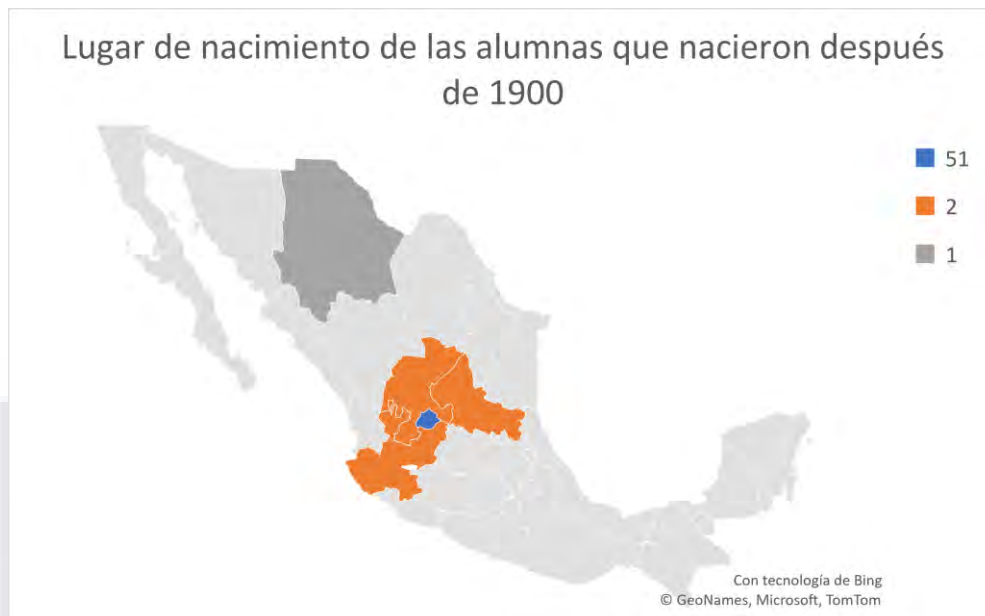 Lugar de nacimiento de las alumnas que nacieron después
de 1900
51
2
1
Con tecnología de Bing
© GeoNames, Microsoft, TomTom